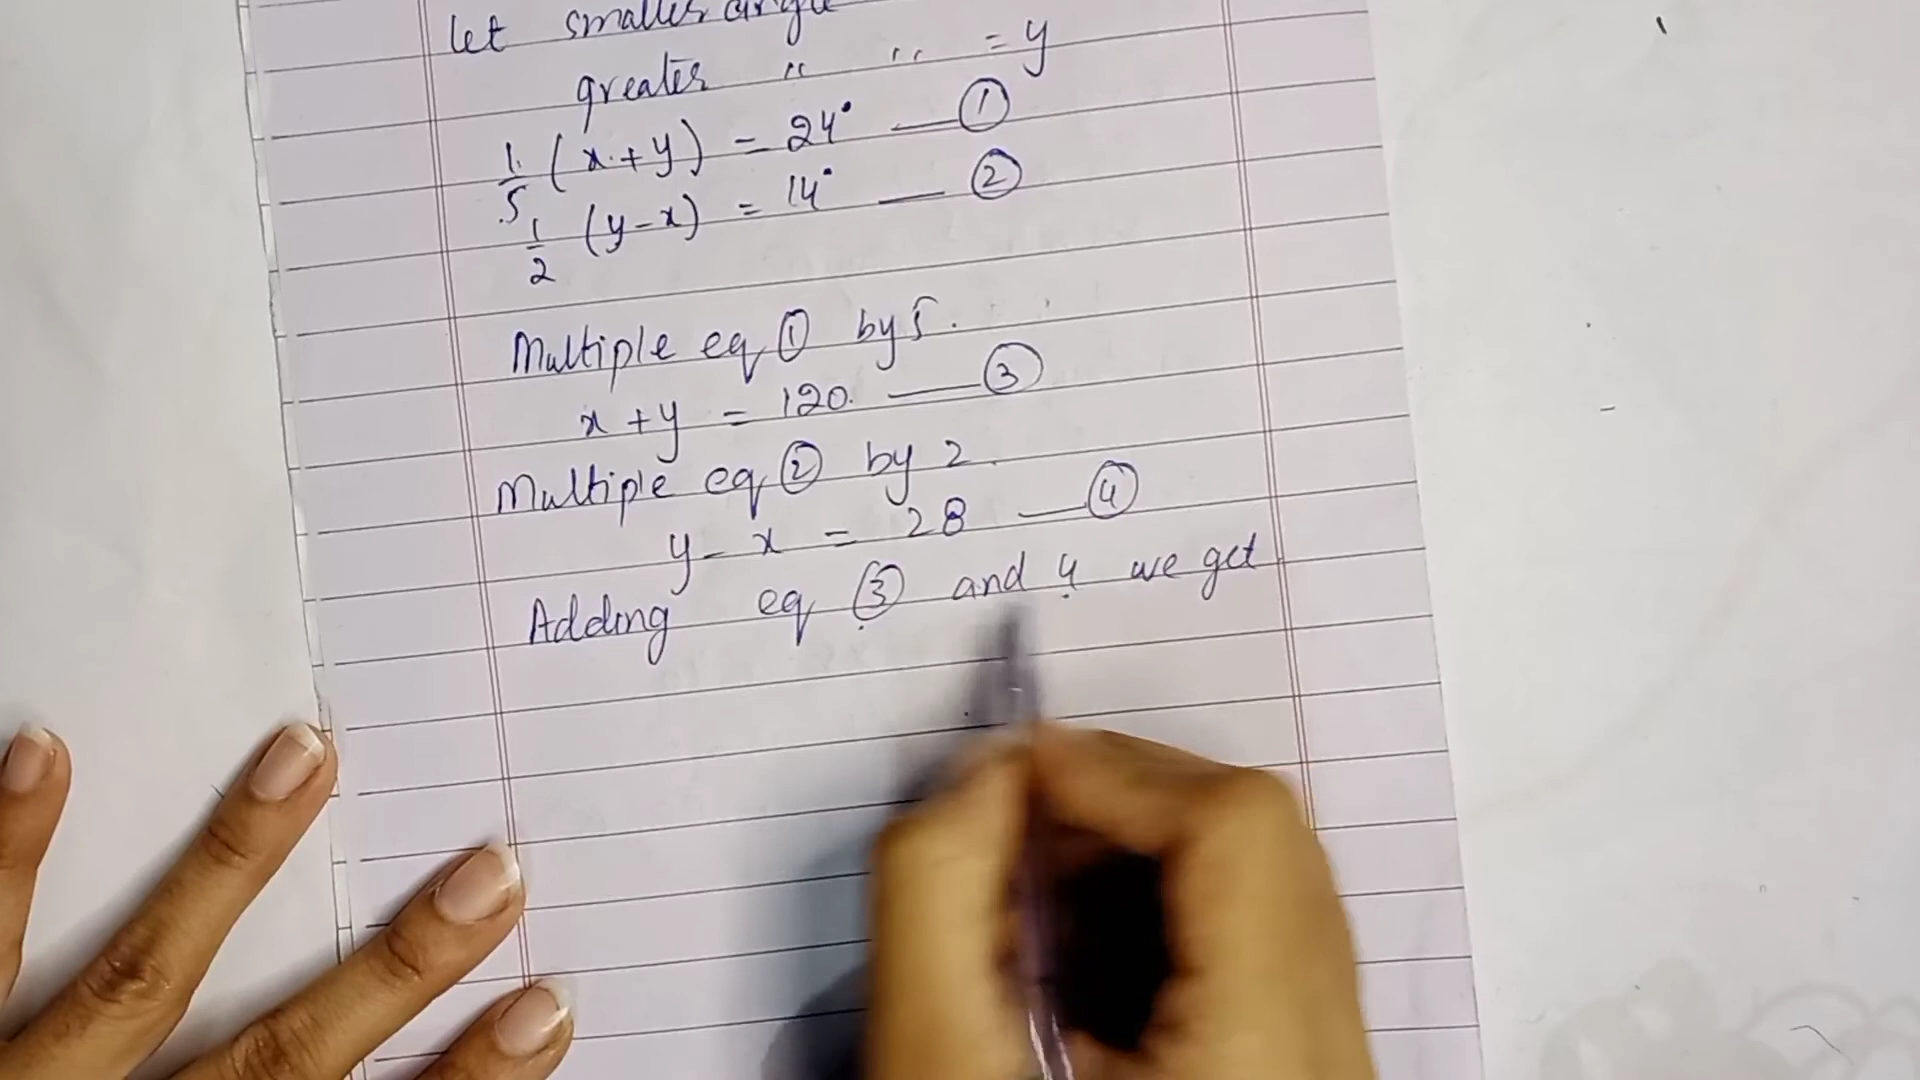 let smaller angle
greater " " = y
1/5 (x + y) = 24° — ①
1/2 (y - x) = 14° — ②
Multiple eq ① by 5.
x + y = 120. — ③
Multiple eq ② by 2.
y - x = 28 — ④
Adding eq ③ and 4 we get